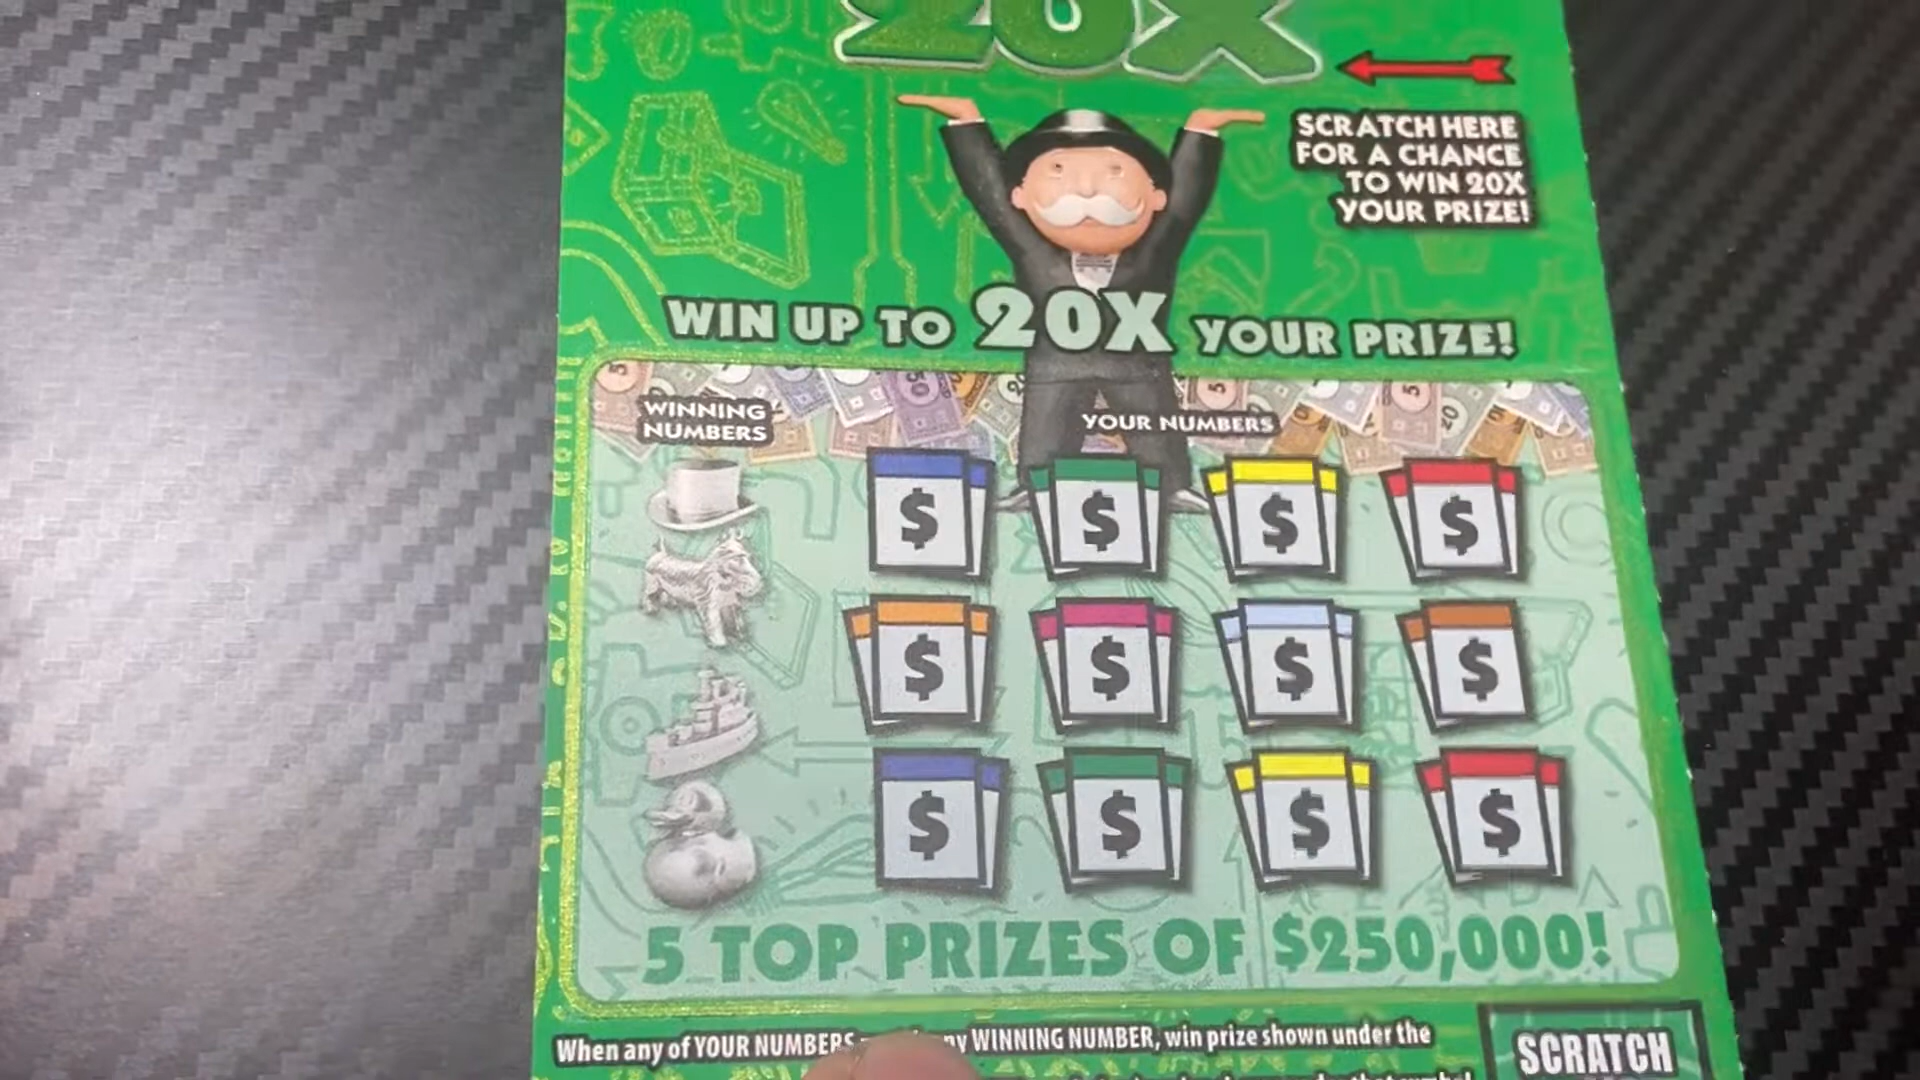 20X
SCRATCH HERE
FOR A CHANCE
TO WIN 20X
YOUR PRIZE!
WIN UP TO 20X YOUR PRIZE!
WINNING
NUMBERS
YOUR NUMBERS
$ $ $ $
$ $ $ $
$ $ $ $
5 TOP PRIZES OF $250,000!
When any of YOUR NUMBERS any WINNING NUMBER, win prize shown under the
SCRATCH